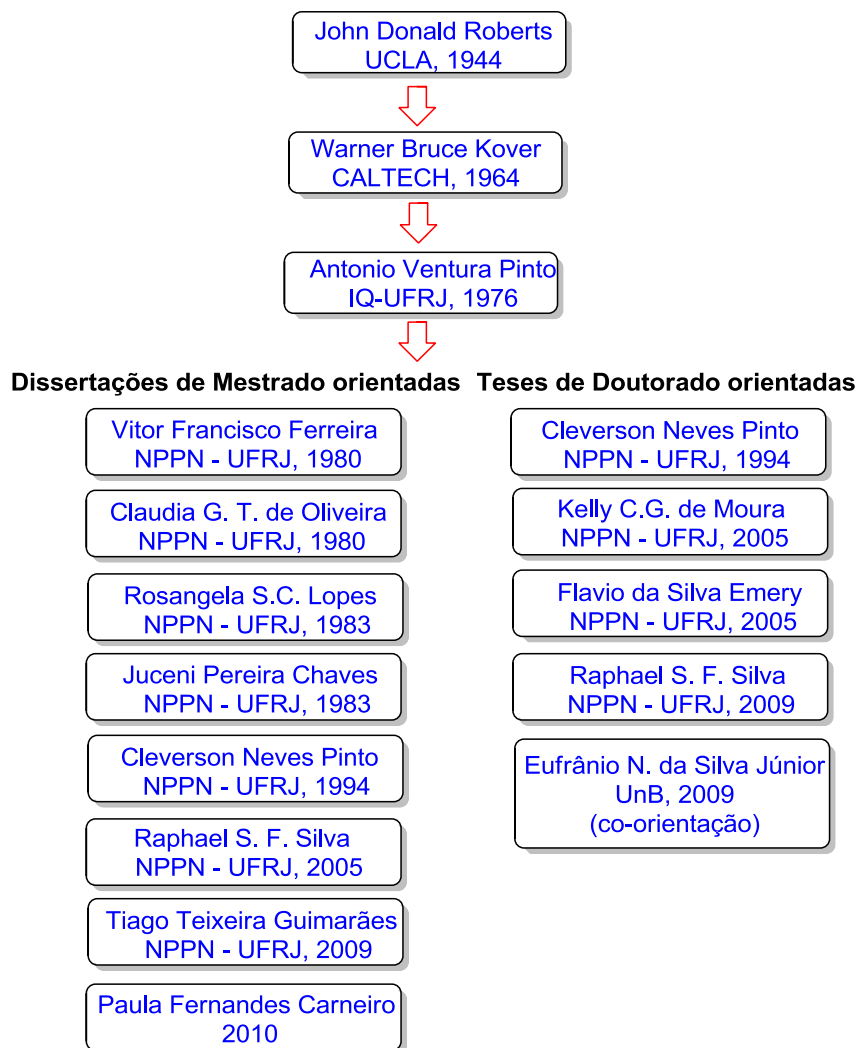 John Donald Roberts
UCLA, 1944
Warner Bruce Kover
CALTECH, 1964
Antonio Ventura Pinto
IQ-UFRJ, 1976
Dissertações de Mestrado orientadas
Vitor Francisco Ferreira
NPPN - UFRJ, 1980
Claudia G. T. de Oliveira
NPPN - UFRJ, 1980
Rosangela S.C. Lopes
NPPN - UFRJ, 1983
Juceni Pereira Chaves
NPPN - UFRJ, 1983
Cleverson Neves Pinto
NPPN - UFRJ, 1994
Raphael S. F. Silva
NPPN - UFRJ, 2005
Tiago Teixeira Guimarães
NPPN - UFRJ, 2009
Paula Fernandes Carneiro
2010
Teses de Doutorado orientadas
Cleverson Neves Pinto
NPPN - UFRJ, 1994
Kelly C.G. de Moura
NPPN - UFRJ, 2005
Flavio da Silva Emery
NPPN - UFRJ, 2005
Raphael S. F. Silva
NPPN - UFRJ, 2009
Eufrânio N. da Silva Júnior
UnB, 2009
(co-orientação)